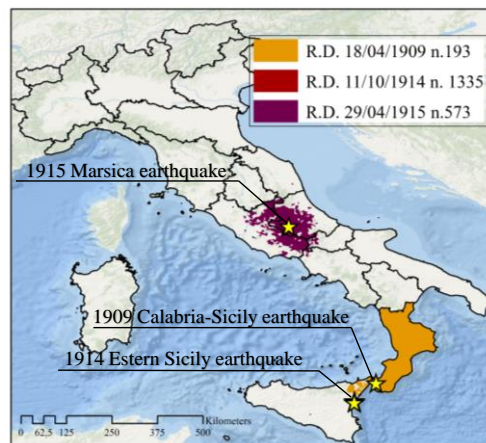 R.D. 18/04/1909 n.193
R.D. 11/10/1914 n. 1335
R.D. 29/04/1915 n.573
1915 Marsica earthquake
1909 Calabria-Sicily earthquake
1914 Estern Sicily earthquake
Kilometers
0 62,5 125 250 375 500